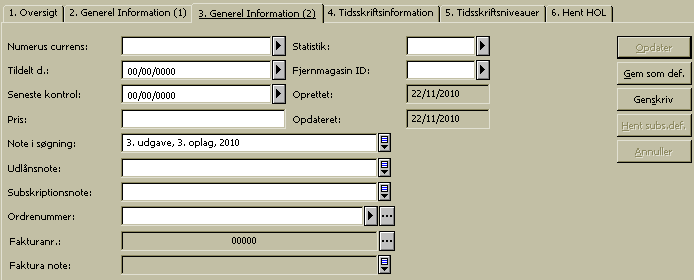 1. Oversigt 2. Generel Information (1) 3. Generel Information (2) 4. Tidsskriftsinformation 5. Tidsskriftsniveauer 6. Hent HOL
Numerus currens: Statistik: Opdater
Tildelt d.: 00/00/0000 Fjernmagasin ID: Gem som def.
Seneste kontrol: 00/00/0000 Oprettet: 22/11/2010 Genskriv
Pris: Opdateret: 22/11/2010 Hent subs.def.
Note i søgning: 3. udgave, 3. oplag, 2010 Annuller
Udlånsnote:
Subskriptionsnote:
Ordrenummer: ...
Fakturanr.: 00000 ...
Faktura note: